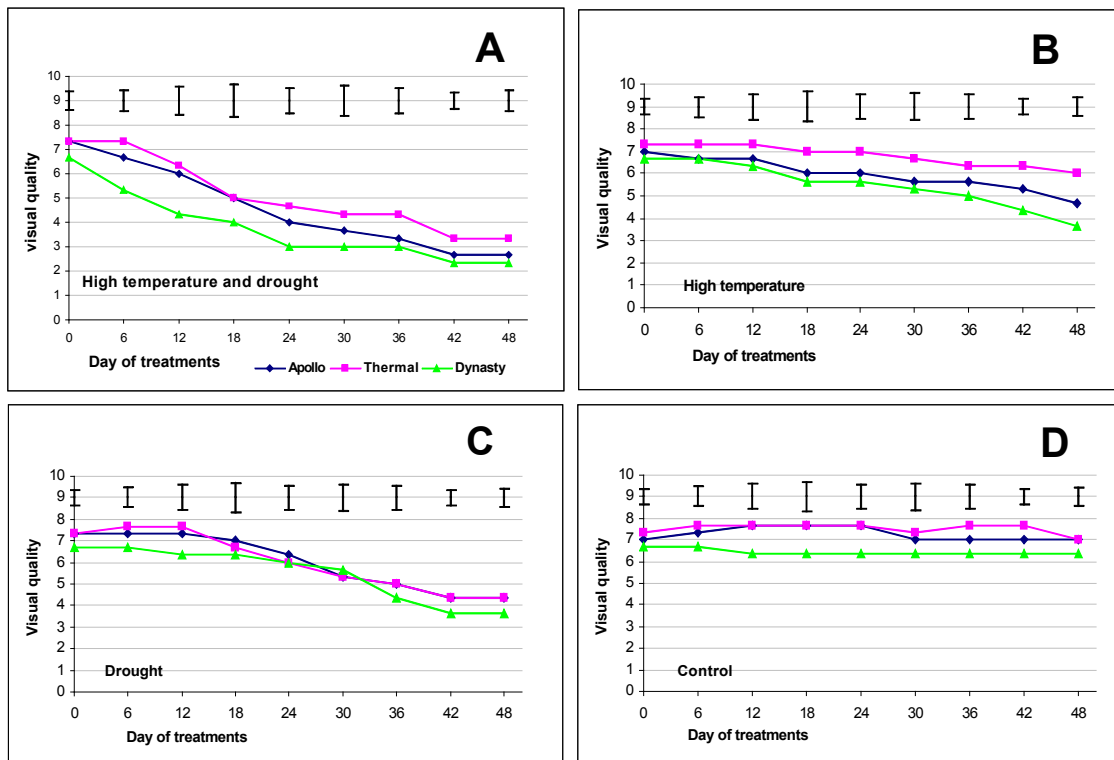 A
10
9
8
7
6
5
4
3
2
1
0
visual quality
High temperature and drought
0 6 12 18 24 30 36 42 48
Day of treatments
Apollo Thermal Dynasty
B
10
9
8
7
6
5
4
3
2
1
0
Visual quality
High temperature
0 6 12 18 24 30 36 42 48
Day of treatments
C
10
9
8
7
6
5
4
3
2
1
0
Visual quality
Drought
0 6 12 18 24 30 36 42 48
Day of treatments
D
10
9
8
7
6
5
4
3
2
1
0
Visual quality
Control
0 6 12 18 24 30 36 42 48
Day of treatments